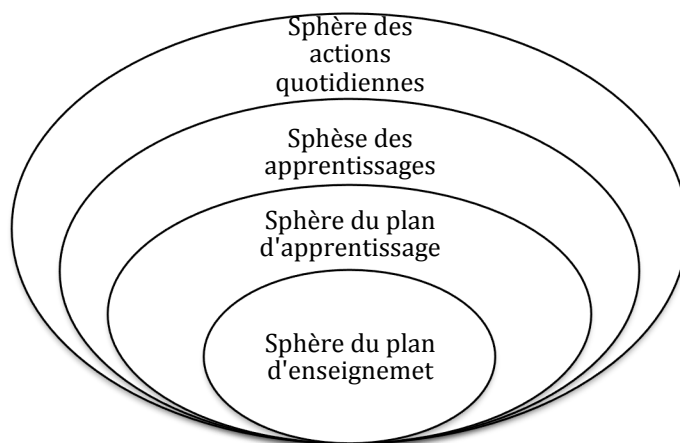 Sphère des
actions
quotidiennes
Sphèse des
apprentissages
Sphère du plan
d'apprentissage
Sphère du plan
d'enseignemet